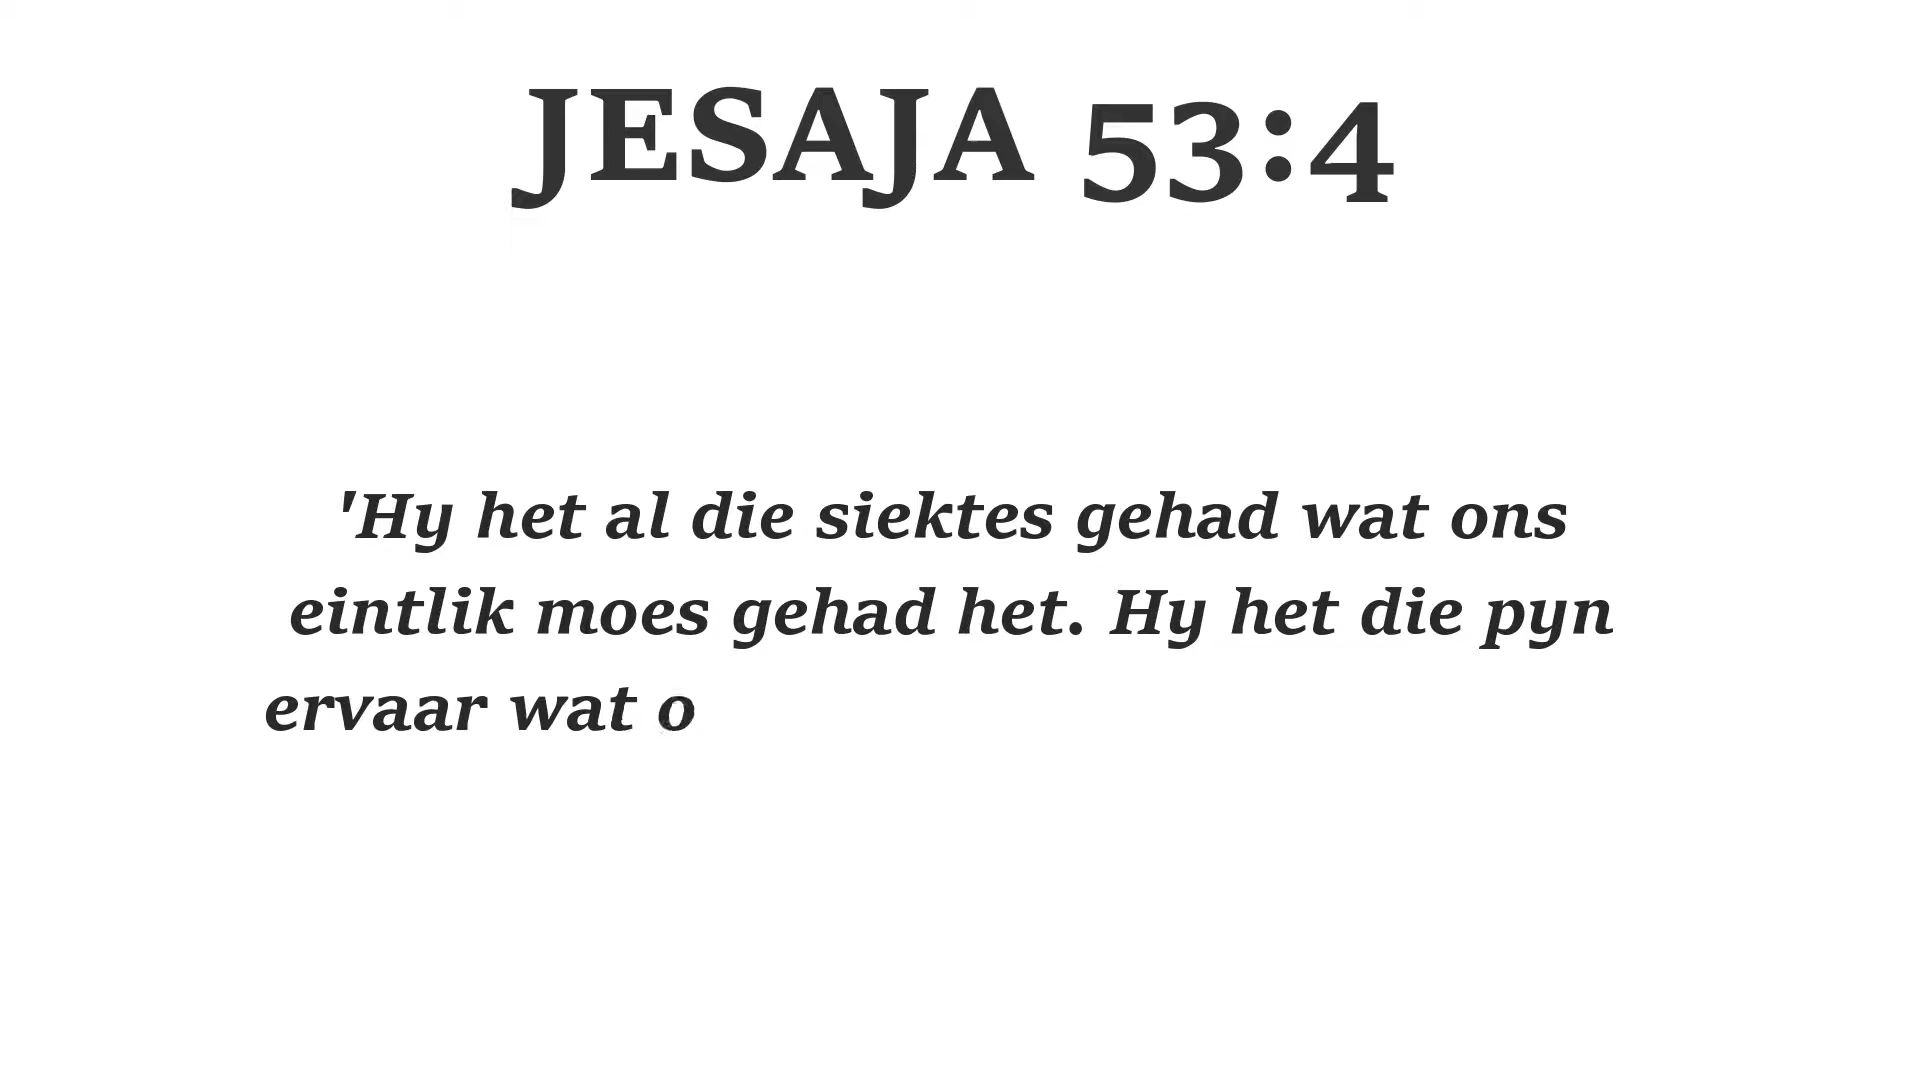 JESAJA 53:4
'Hy het al die siektes gehad wat ons
eintlik moes gehad het. Hy het die pyn
ervaar wat o